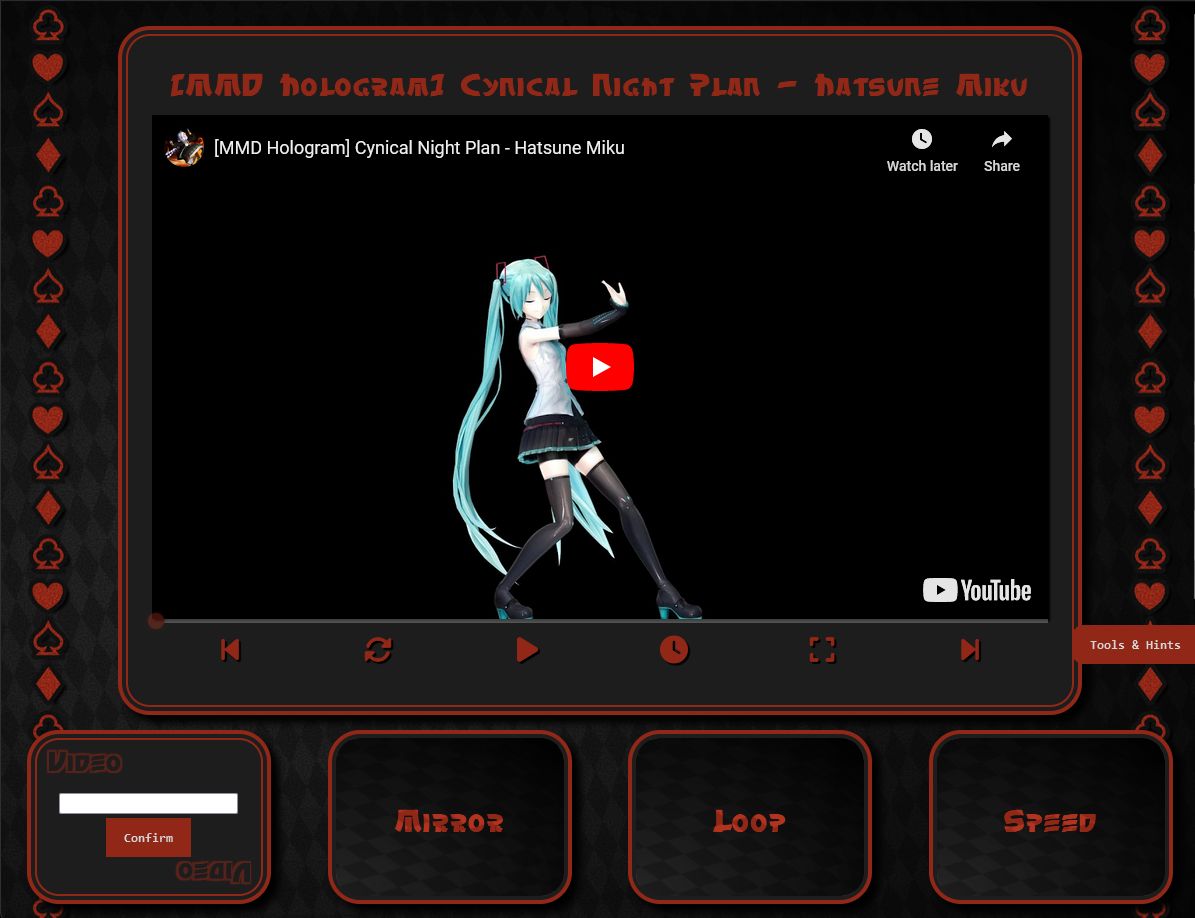 [MMD Hologram] Cynical Night Plan - Hatsune Miku
[MMD Hologram] Cynical Night Plan - Hatsune Miku
Watch later
Share
YouTube
Tools & Hints
Video
Confirm
Video
Mirror
Loop
Speed